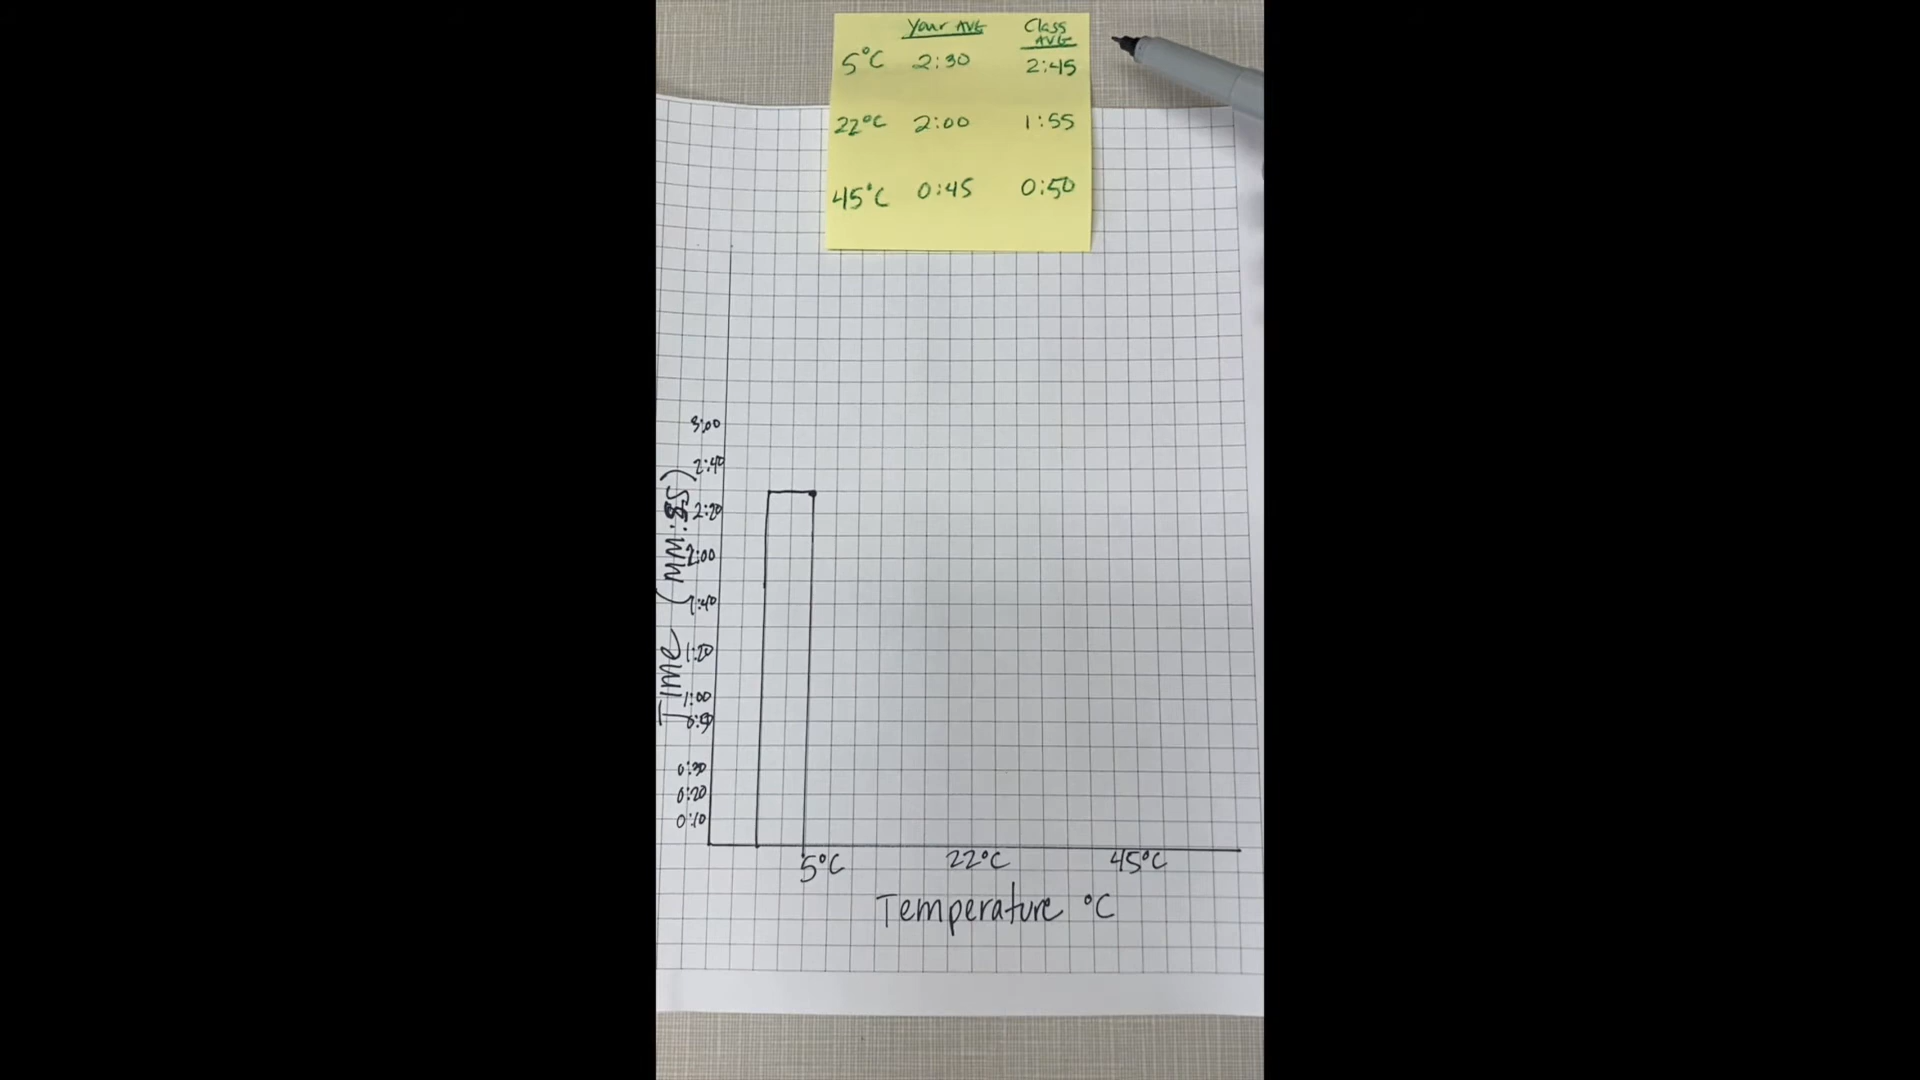 Your AVG Class AVG
5°C 2:30 2:45
22°C 2:00 1:55
45°C 0:45 0:50
3:00
2:40
2:20
2:00
1:40
1:20
1:00
0:50
0:30
0:20
0:10
Time (MM:SS)
5°C 22°C 45°C
Temperature °C